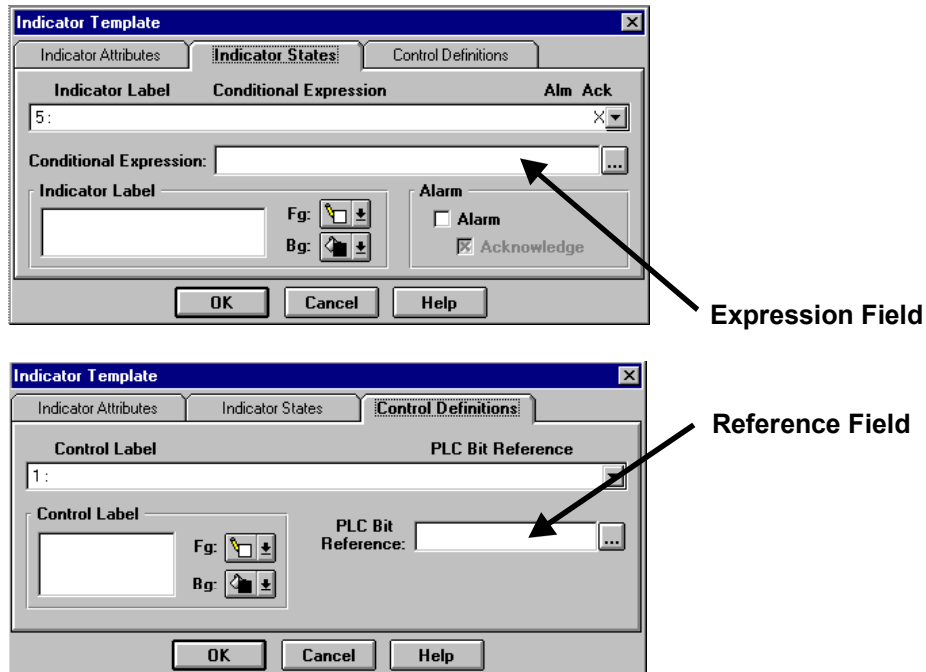 Indicator Template
Indicator Attributes Indicator States Control Definitions
Indicator Label Conditional Expression Alm Ack
5: X
Conditional Expression: ...
Indicator Label Alarm
Fg: Alarm
Bg: Acknowledge
OK Cancel Help
Expression Field
Indicator Template
Indicator Attributes Indicator States Control Definitions
Reference Field
Control Label PLC Bit Reference
1:
Control Label
PLC Bit
Reference: ...
Fg:
Bg:
OK Cancel Help